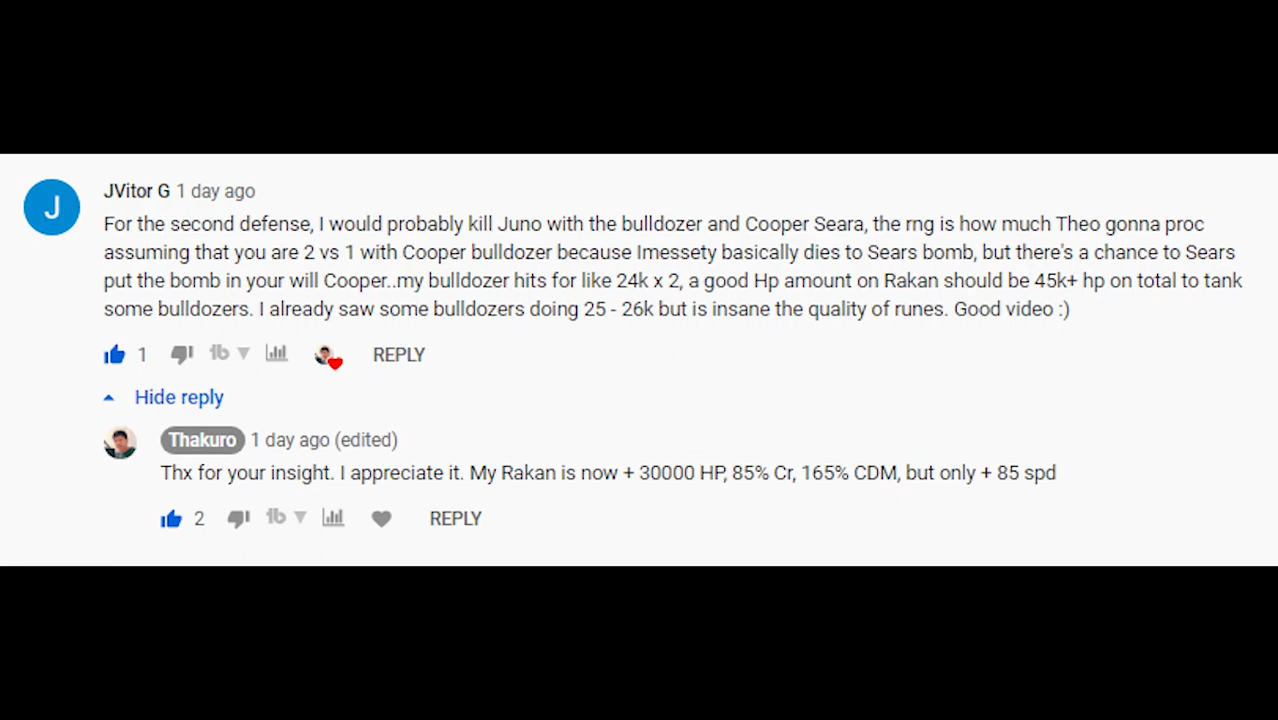 J
JVitor G 1 day ago
For the second defense, I would probably kill Juno with the bulldozer and Cooper Seara, the rng is how much Theo gonna proc
assuming that you are 2 vs 1 with Cooper bulldozer because Imessety basically dies to Sears bomb, but there's a chance to Sears
put the bomb in your will Cooper..my bulldozer hits for like 24k x 2, a good Hp amount on Rakan should be 45k+ hp on total to tank
some bulldozers. I already saw some bulldozers doing 25 - 26k but is insane the quality of runes. Good video :)
1 tb REPLY
Hide reply
Thakuro 1 day ago (edited)
Thx for your insight. I appreciate it. My Rakan is now + 30000 HP, 85% Cr, 165% CDM, but only + 85 spd
2 tb REPLY